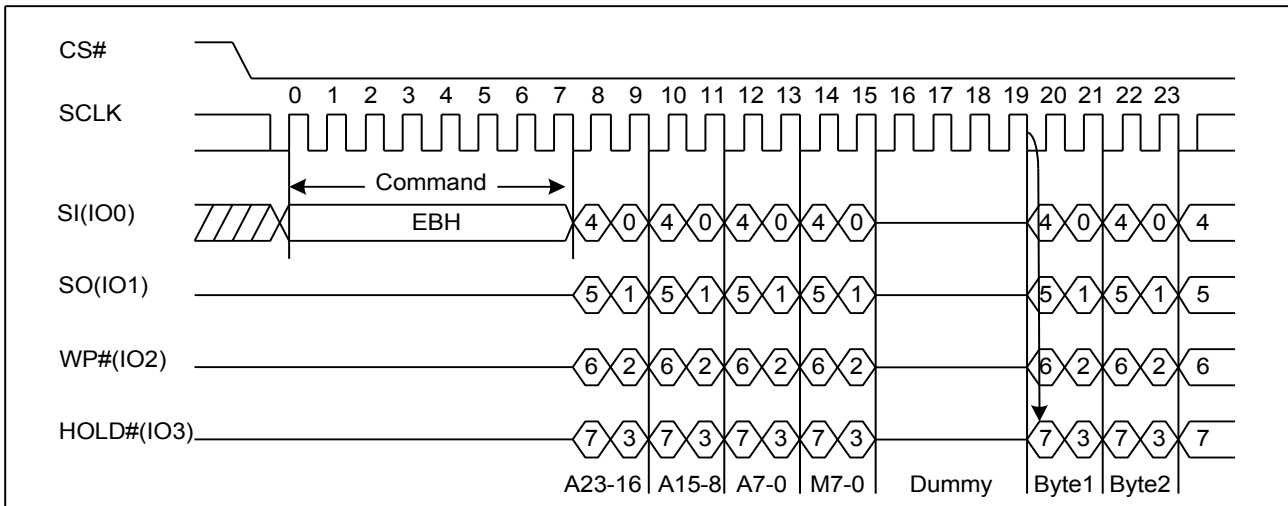 CS#
0 1 2 3 4 5 6 7 8 9 10 11 12 13 14 15 16 17 18 19 20 21 22 23
SCLK
Command
SI(IO0) EBH 4 0 4 0 4 0 4 0 4 0 4 0 4
SO(IO1) 5 1 5 1 5 1 5 1 5 1 5 1 5
WP#(IO2) 6 2 6 2 6 2 6 2 6 2 6 2 6
HOLD#(IO3) 7 3 7 3 7 3 7 3 7 3 7 3 7
A23-16 A15-8 A7-0 M7-0 Dummy Byte1 Byte2